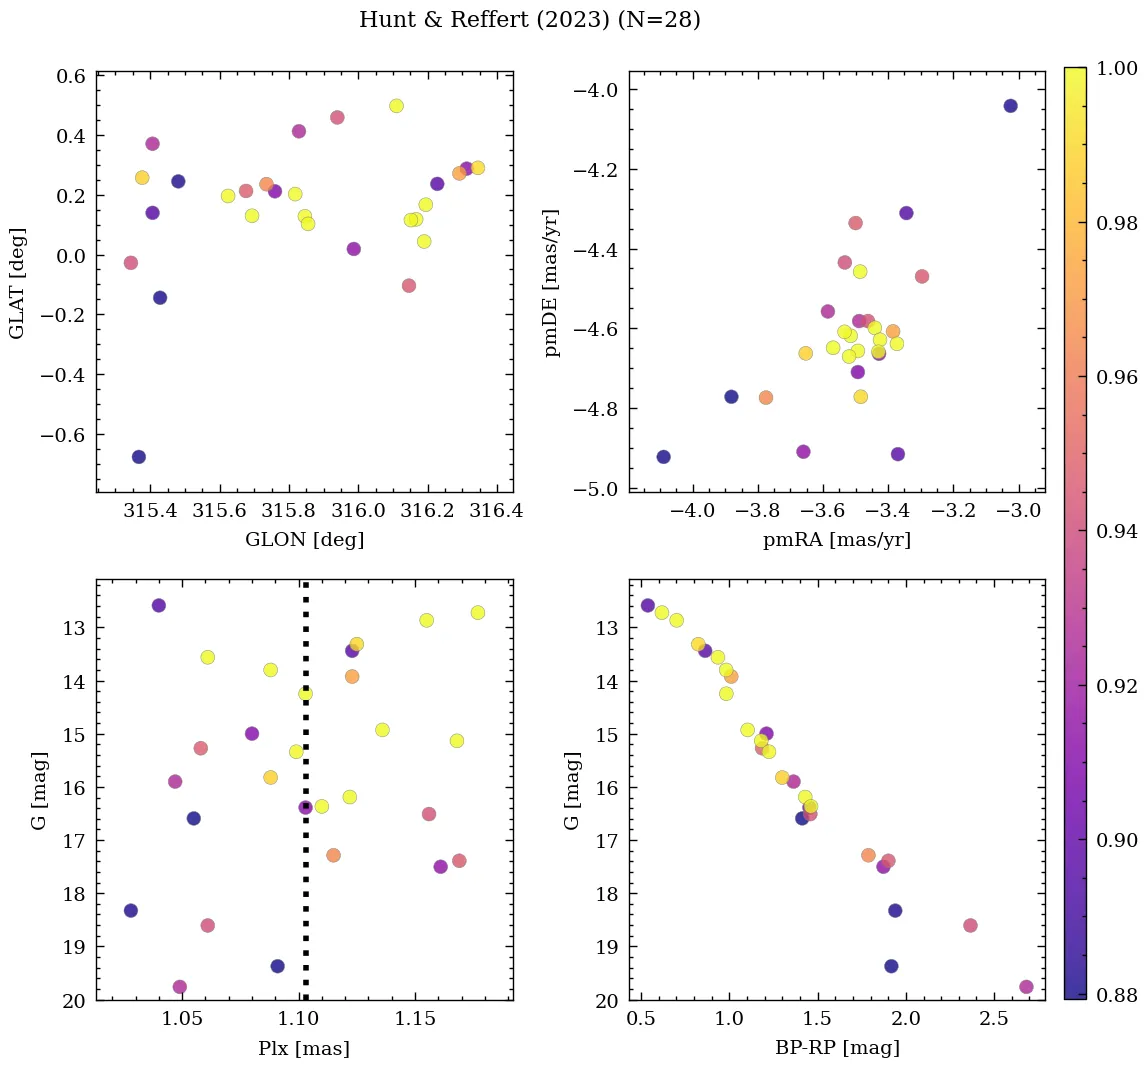 Hunt & Reffert (2023) (N=28)
0.6
0.4
0.2
0.0
−0.2
−0.4
−0.6
GLAT [deg]
315.4 315.6 315.8 316.0 316.2 316.4
GLON [deg]
−4.0
−4.2
−4.4
−4.6
−4.8
−5.0
pmDE [mas/yr]
−4.0 −3.8 −3.6 −3.4 −3.2 −3.0
pmRA [mas/yr]
13
14
15
16
17
18
19
20
G [mag]
1.05 1.10 1.15
Plx [mas]
13
14
15
16
17
18
19
20
G [mag]
0.5 1.0 1.5 2.0 2.5
BP-RP [mag]
1.00
0.98
0.96
0.94
0.92
0.90
0.88